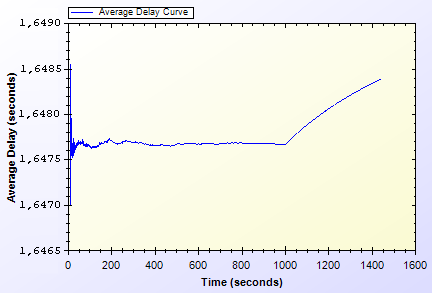 Average Delay Curve
1,6490
1,6485
1,6480
1,6475
1,6470
1,6465
Average Delay (seconds)
0 200 400 600 800 1000 1200 1400 1600
Time (seconds)